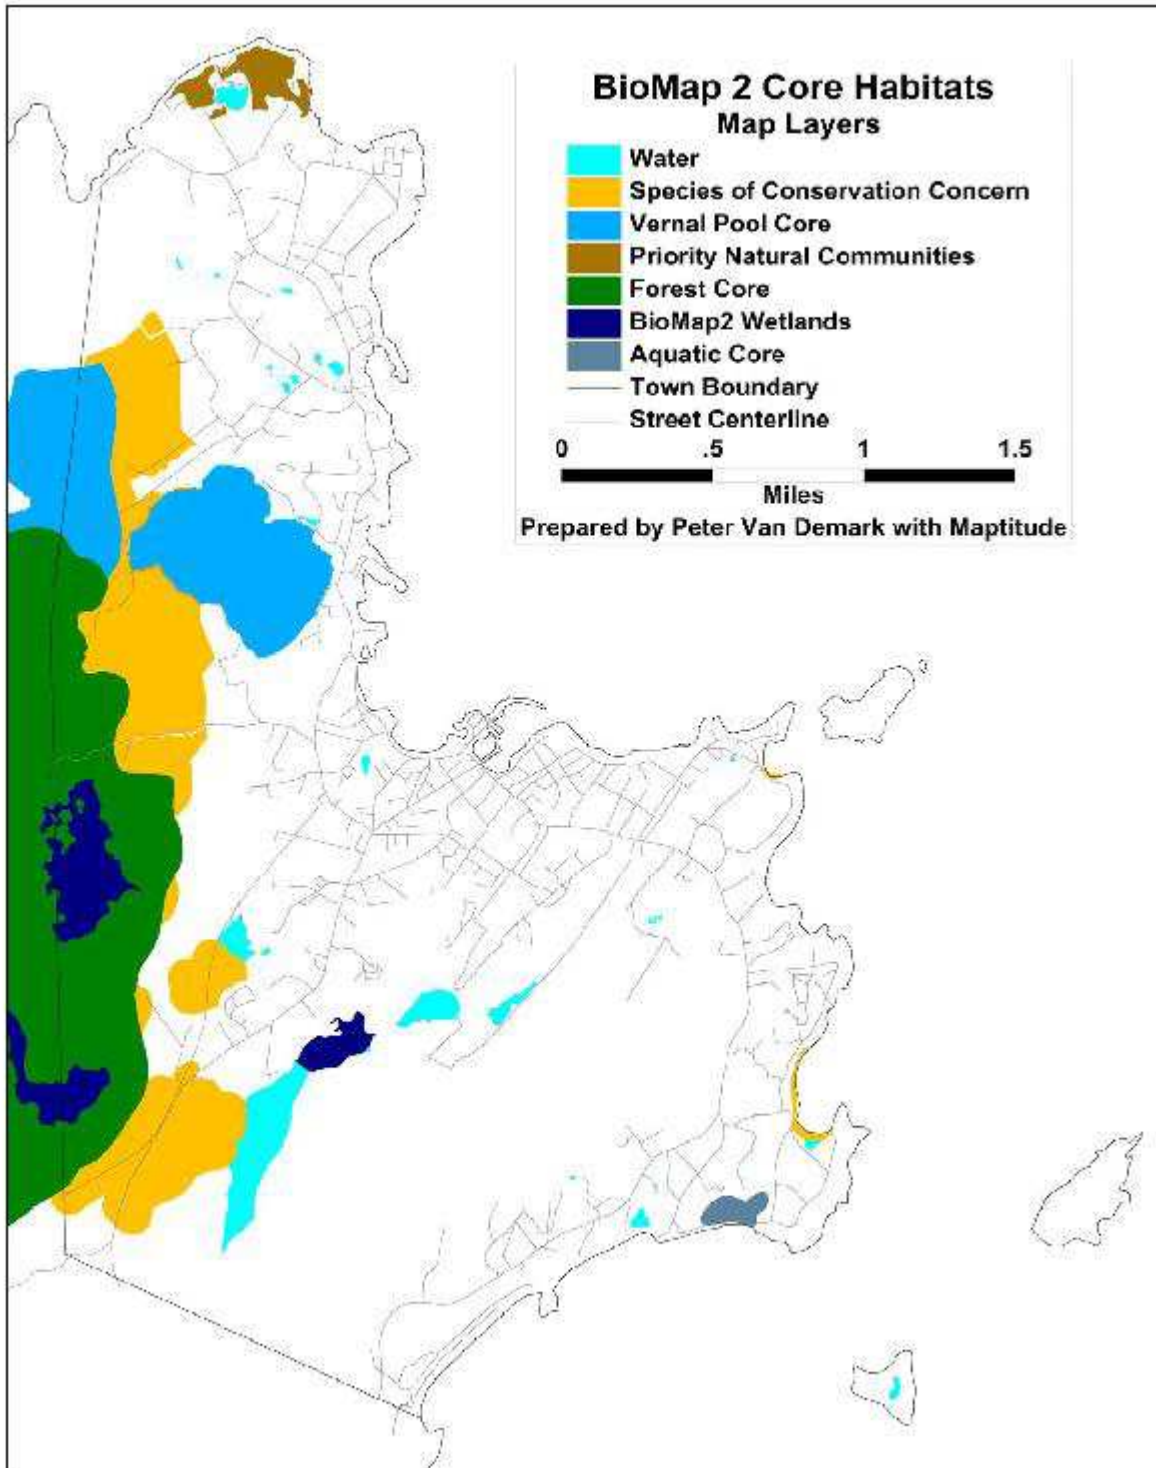 BioMap 2 Core Habitats
Map Layers
Water
Species of Conservation Concern
Vernal Pool Core
Priority Natural Communities
Forest Core
BioMap2 Wetlands
Aquatic Core
Town Boundary
Street Centerline
0 .5 1 1.5
Miles
Prepared by Peter Van Demark with Maptitude